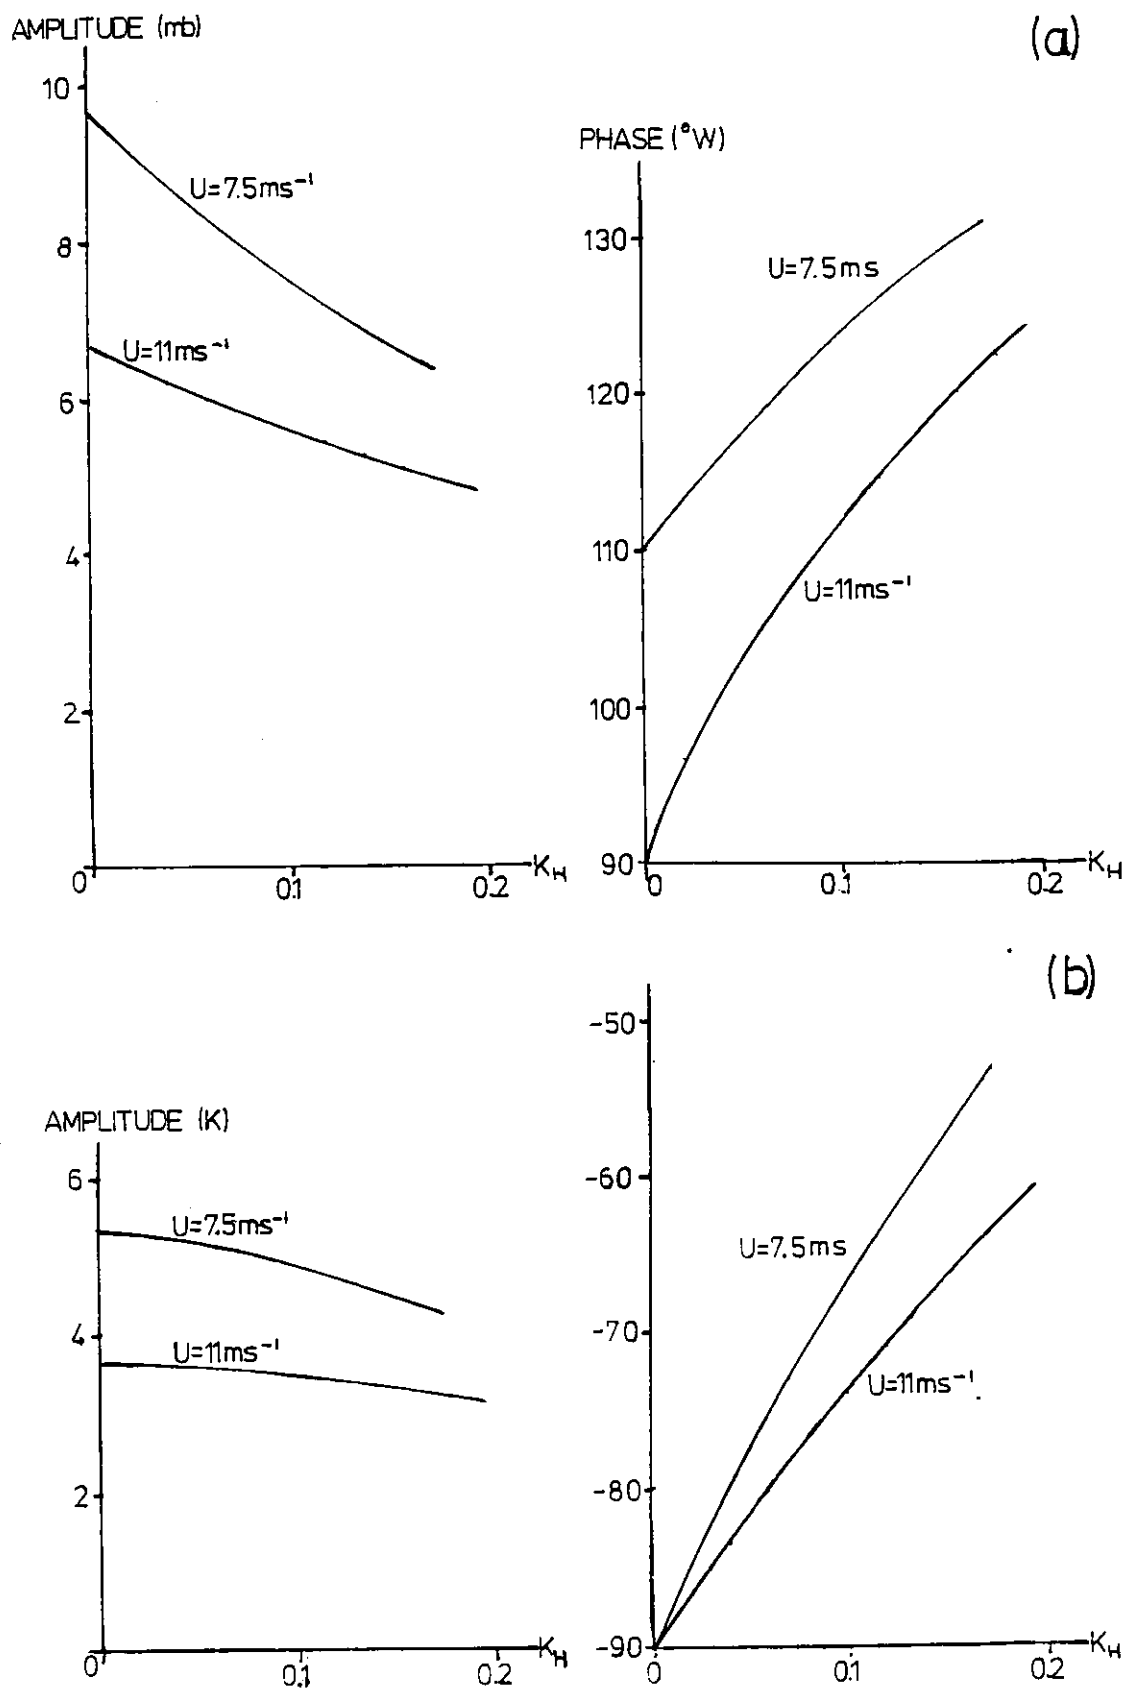 AMPLITUDE (mb)
(a)
10
8
6
4
2
0
0.1
0.2
K_H
U=7.5ms⁻¹
U=11ms⁻¹
PHASE (°W)
130
120
110
100
90
0
0.1
0.2
K_H
U=7.5ms
U=11ms⁻¹
(b)
AMPLITUDE (K)
6
4
2
0
0.1
0.2
K_H
U=7.5ms⁻¹
U=11ms⁻¹
-50
-60
-70
-80
-90
0
0.1
0.2
K_H
U=7.5ms
U=11ms⁻¹